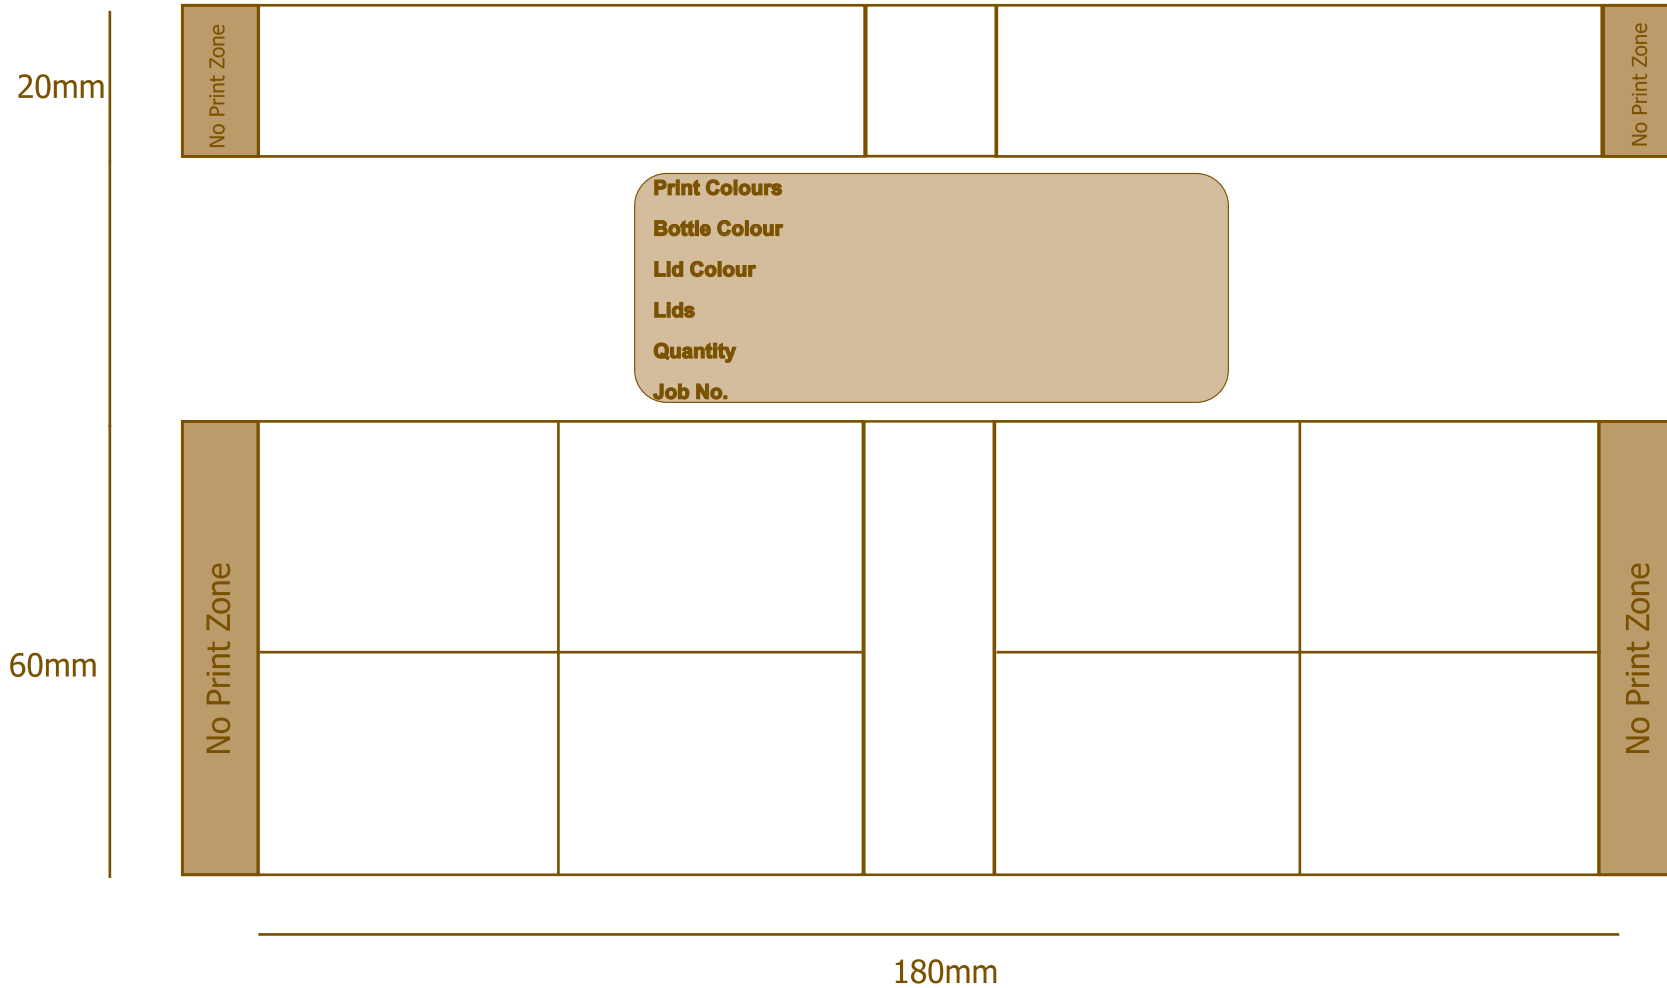 No Print Zone
No Print Zone
20mm
Print Colours
Bottle Colour
Lid Colour
Lids
Quantity
Job No.
No Print Zone
No Print Zone
60mm
180mm